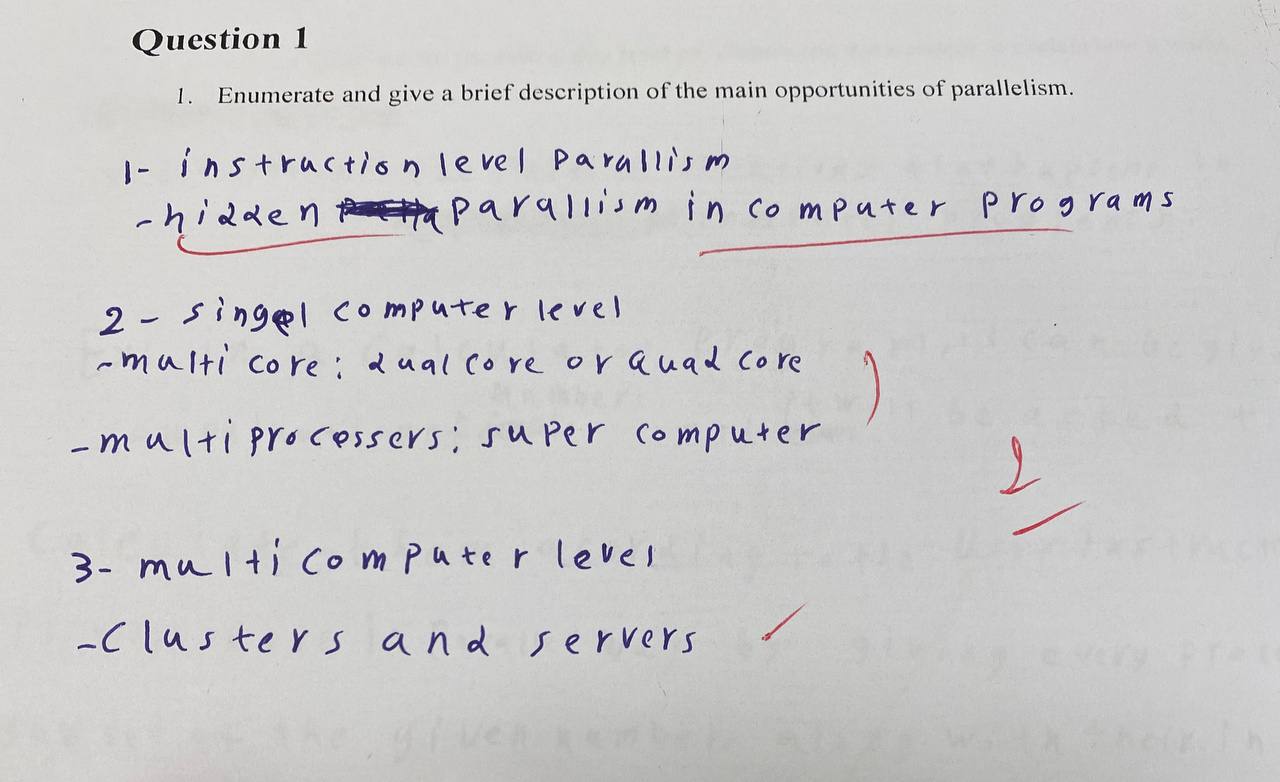 Question 1
1. Enumerate and give a brief description of the main opportunities of parallelism.
1- instruction level Parallism
- hidden parallism in computer programs
2 - singel computer level
- multi core: dual core or quad core
- multi processers: super computer
2
3- multi computer level
- Clusters and servers